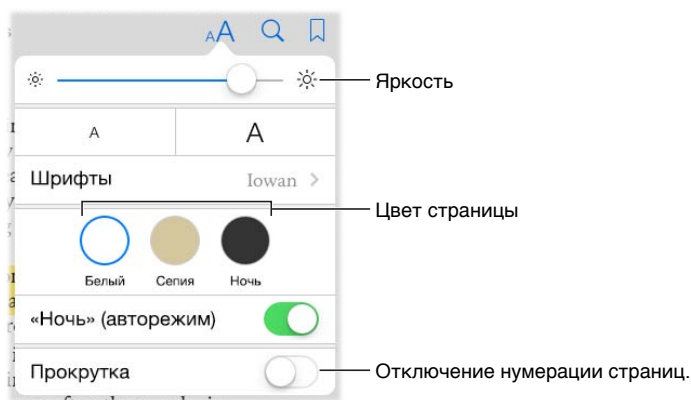 AA
Яркость
A A
Шрифты Iowan >
Цвет страницы
Белый Сепия Ночь
«Ночь» (авторежим)
Прокрутка
Отключение нумерации страниц.